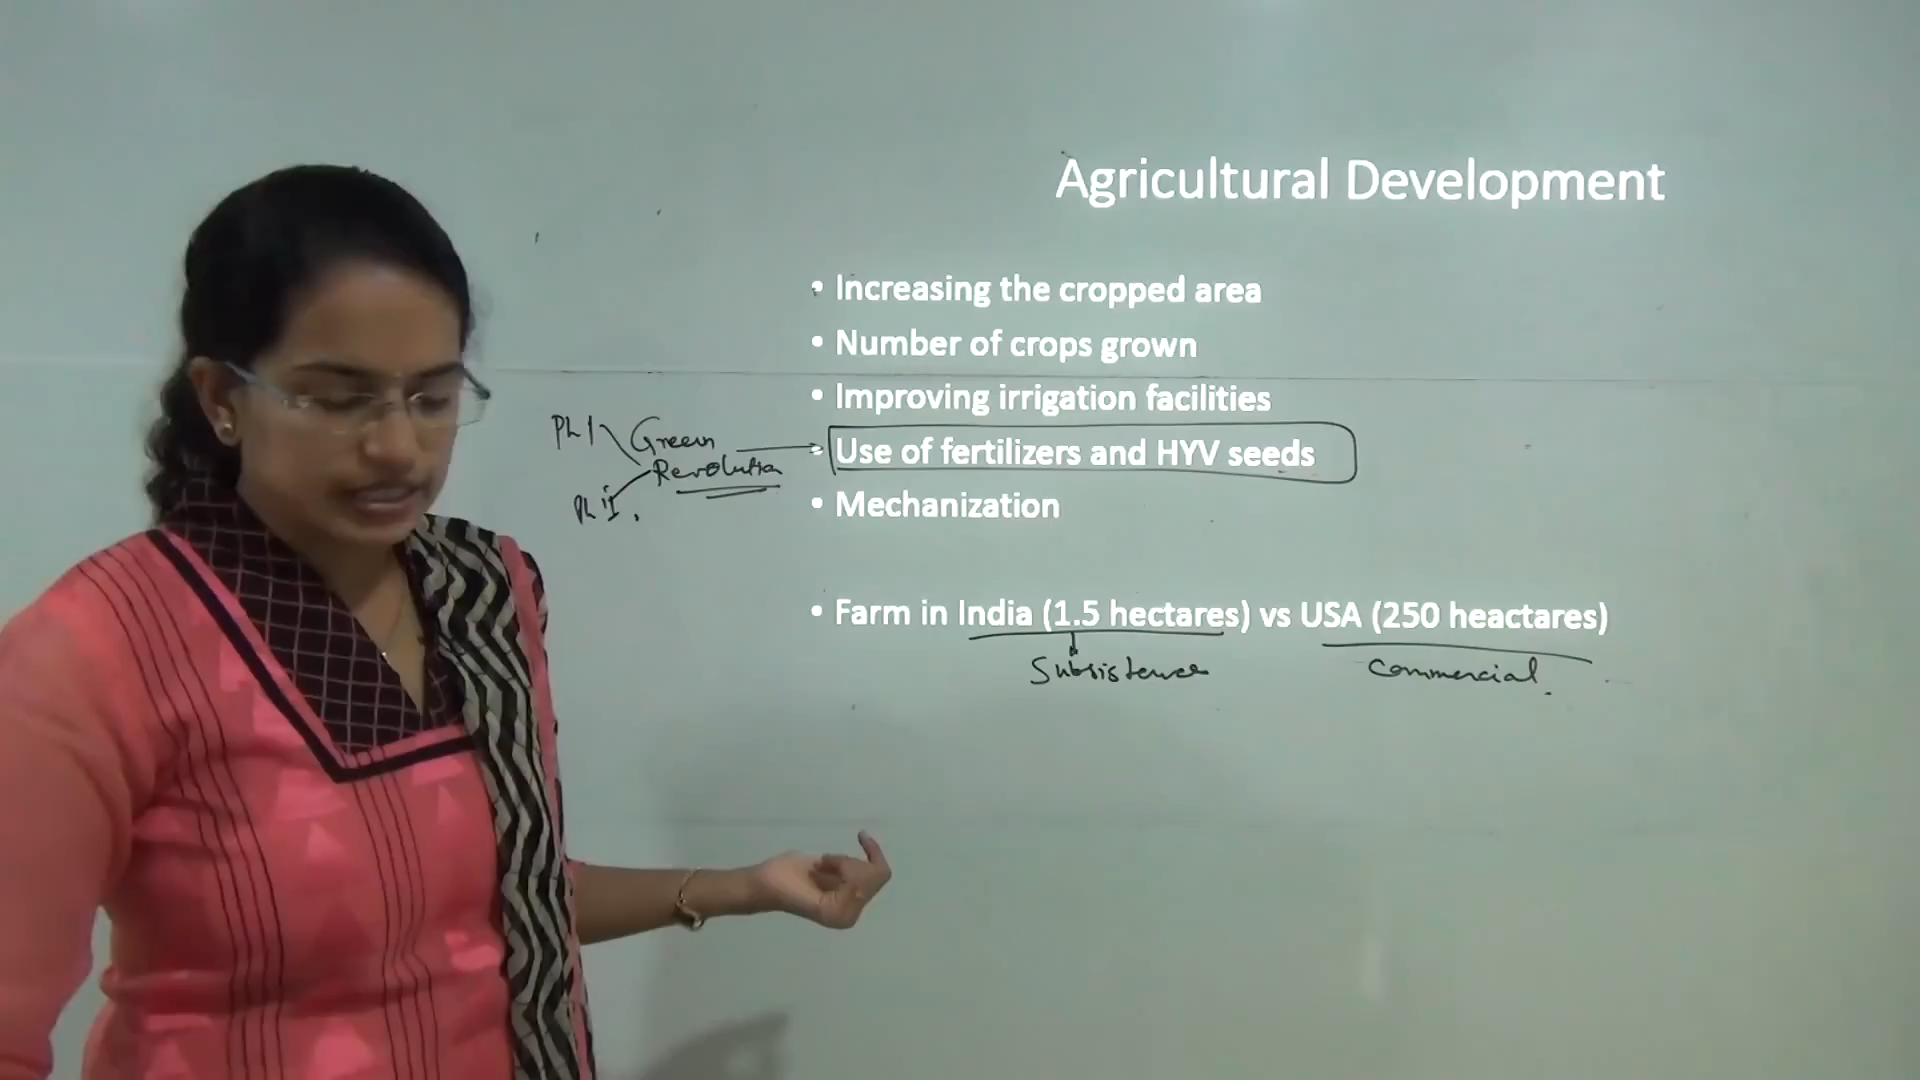 Agricultural Development
• Increasing the cropped area
• Number of crops grown
• Improving irrigation facilities
Ph I
Green
Revolution
Ph II.
• Use of fertilizers and HYV seeds
• Mechanization
• Farm in India (1.5 hectares) vs USA (250 heactares)
Subsistence
Commercial.